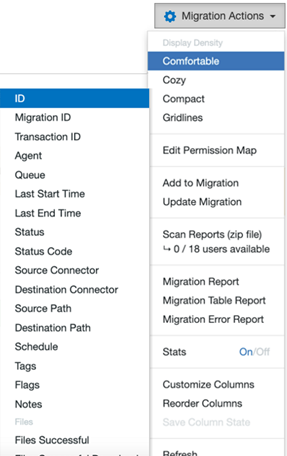 Migration Actions
Display Density
Comfortable
Cozy
Compact
Gridlines
Edit Permission Map
Add to Migration
Update Migration
Scan Reports (zip file)
↳ 0 / 18 users available
Migration Report
Migration Table Report
Migration Error Report
Stats On/Off
Customize Columns
Reorder Columns
Save Column State
Refresh
ID
Migration ID
Transaction ID
Agent
Queue
Last Start Time
Last End Time
Status
Status Code
Source Connector
Destination Connector
Source Path
Destination Path
Schedule
Tags
Flags
Notes
Files
Files Successful